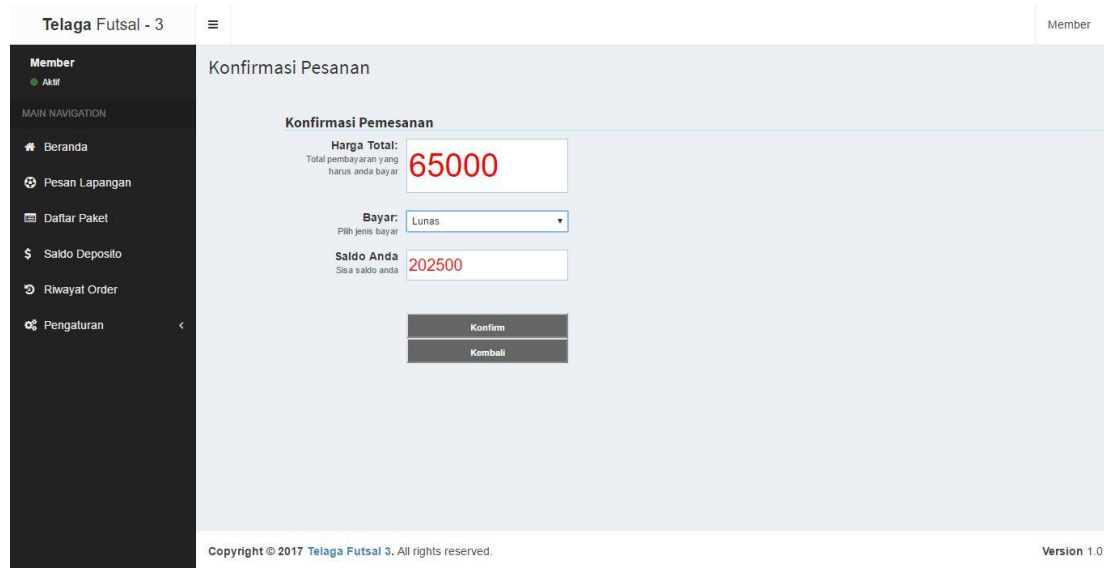 Telaga Futsal - 3
Member
Member
Aktif
MAIN NAVIGATION
Beranda
Pesan Lapangan
Daftar Paket
Saldo Deposito
Riwayat Order
Pengaturan
Konfirmasi Pesanan
Konfirmasi Pemesanan
Harga Total:
Total pembayaran yang
harus anda bayar
65000
Bayar:
Pilih jenis bayar
Lunas
Saldo Anda
Sisa saldo anda
202500
Konfirm
Kembali
Copyright © 2017 Telaga Futsal 3. All rights reserved.
Version 1.0